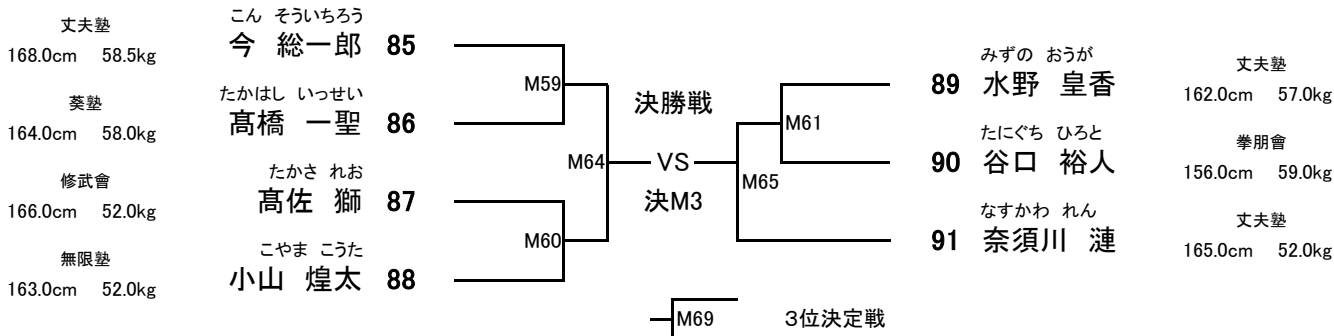 丈夫塾
168.0cm 58.5kg
こん そういちろう
今 総一郎 85
葵塾
164.0cm 58.0kg
たかはし いっせい
髙橋 一聖 86
修武會
166.0cm 52.0kg
たかさ れお
髙佐 獅 87
無限塾
163.0cm 52.0kg
こやま こうた
小山 煌太 88
M59
M60
M64
決勝戦
VS
決M3
M61
M65
みずの おうが
89 水野 皇香
丈夫塾
162.0cm 57.0kg
たにぐち ひろと
90 谷口 裕人
拳朋會
156.0cm 59.0kg
なすかわ れん
91 奈須川 漣
丈夫塾
165.0cm 52.0kg
M69 3位決定戦